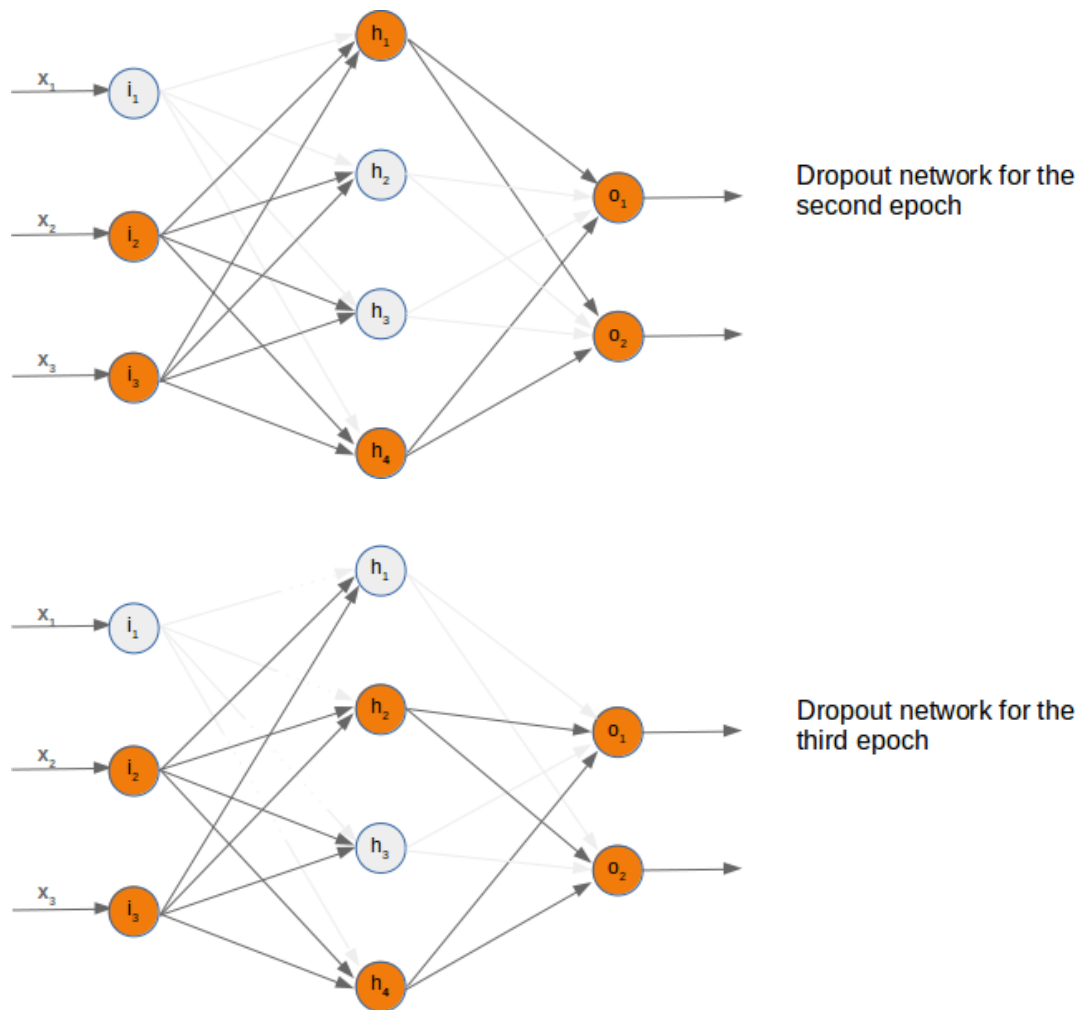 h₁
x₁
i₁
h₂
Dropout network for the
second epoch
o₁
x₂
i₂
h₃
o₂
x₃
i₃
h₄
h₁
x₁
i₁
h₂
Dropout network for the
third epoch
o₁
x₂
i₂
h₃
o₂
x₃
i₃
h₄